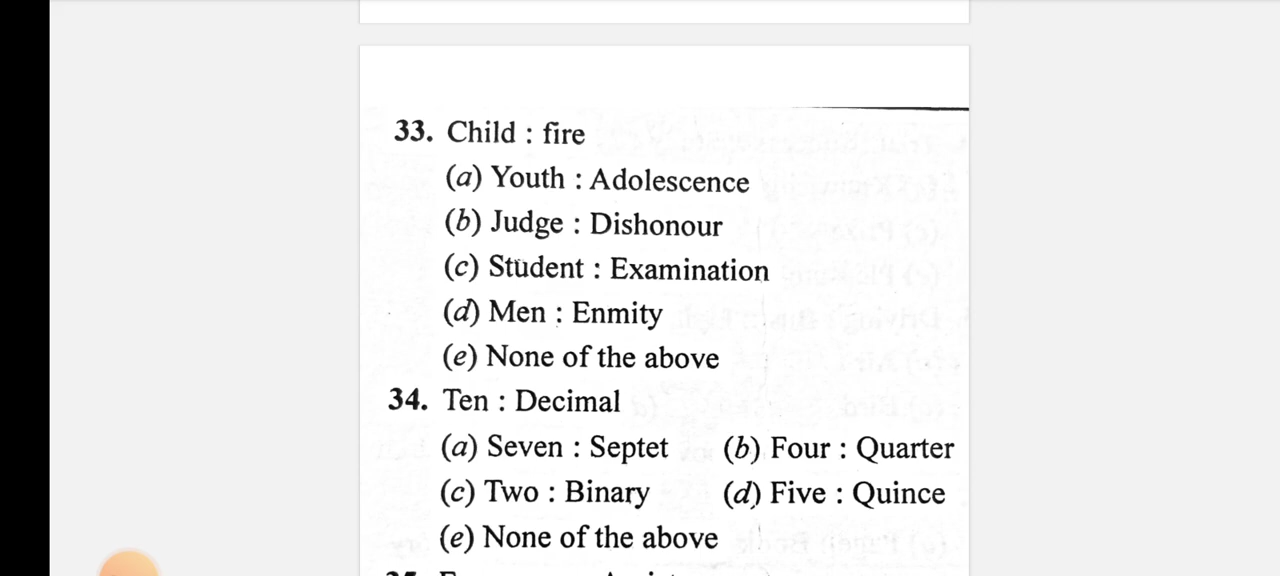 33. Child : fire
(a) Youth : Adolescence
(b) Judge : Dishonour
(c) Student : Examination
(d) Men : Enmity
(e) None of the above
34. Ten : Decimal
(a) Seven : Septet (b) Four : Quarter
(c) Two : Binary (d) Five : Quince
(e) None of the above